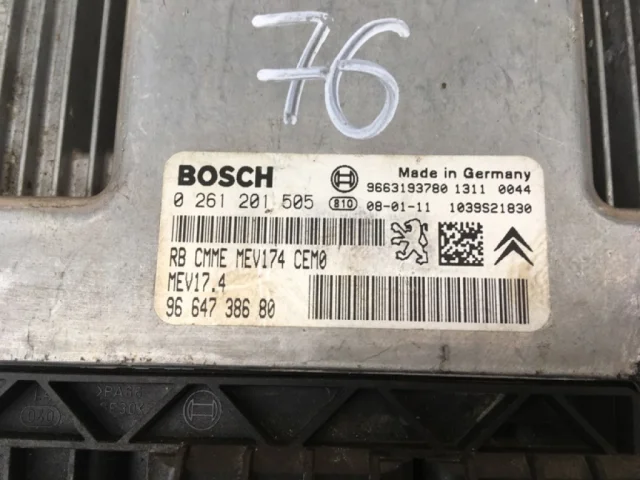 76
BOSCH
Made in Germany
9663193780 1311 0044
0 261 201 505 810 08-01-11 1039S21830
RB CMME MEV174 CEM0
MEV17.4
96 647 386 80